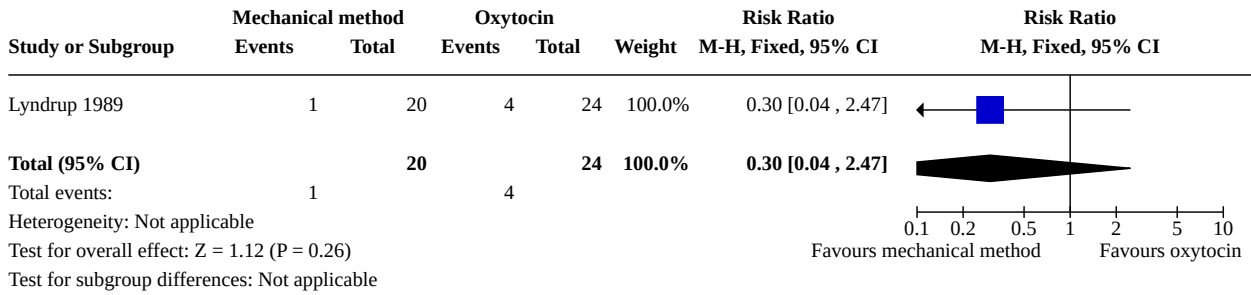 Mechanical method Oxytocin Risk Ratio Risk Ratio
Study or Subgroup Events Total Events Total Weight M-H, Fixed, 95% CI M-H, Fixed, 95% CI
Lyndrup 1989 1 20 4 24 100.0% 0.30 [0.04 , 2.47]
Total (95% CI) 20 24 100.0% 0.30 [0.04 , 2.47]
Total events: 1 4
Heterogeneity: Not applicable
0.1 0.2 0.5 1 2 5 10
Test for overall effect: Z = 1.12 (P = 0.26) Favours mechanical method Favours oxytocin
Test for subgroup differences: Not applicable